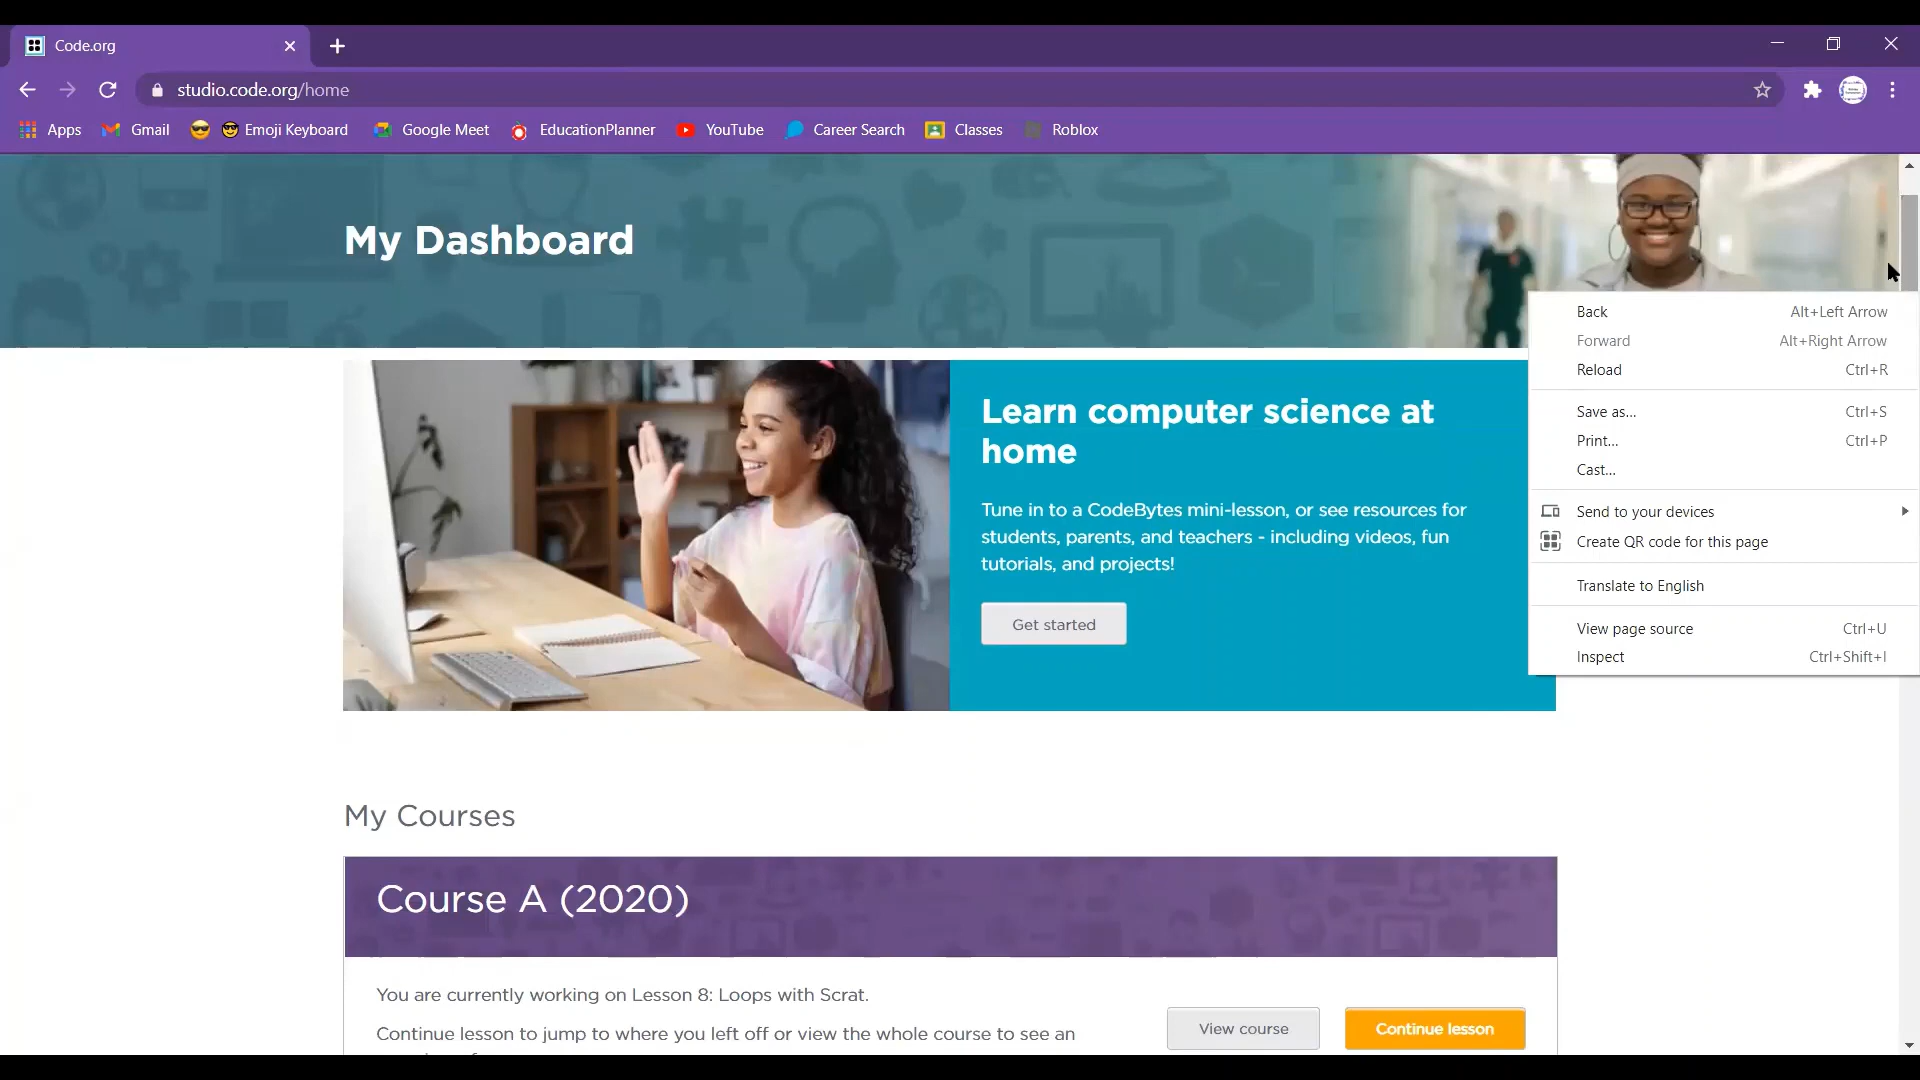 Code.org
studio.code.org/home
Apps Gmail Emoji Keyboard Google Meet EducationPlanner YouTube Career Search Classes Roblox
My Dashboard
Back Alt+Left Arrow
Forward Alt+Right Arrow
Reload Ctrl+R
Save as... Ctrl+S
Print... Ctrl+P
Cast...
Send to your devices
Create QR code for this page
Translate to English
View page source Ctrl+U
Inspect Ctrl+Shift+I
Learn computer science at
home
Tune in to a CodeBytes mini-lesson, or see resources for
students, parents, and teachers - including videos, fun
tutorials, and projects!
Get started
My Courses
Course A (2020)
You are currently working on Lesson 8: Loops with Scrat.
Continue lesson to jump to where you left off or view the whole course to see an
View course
Continue lesson